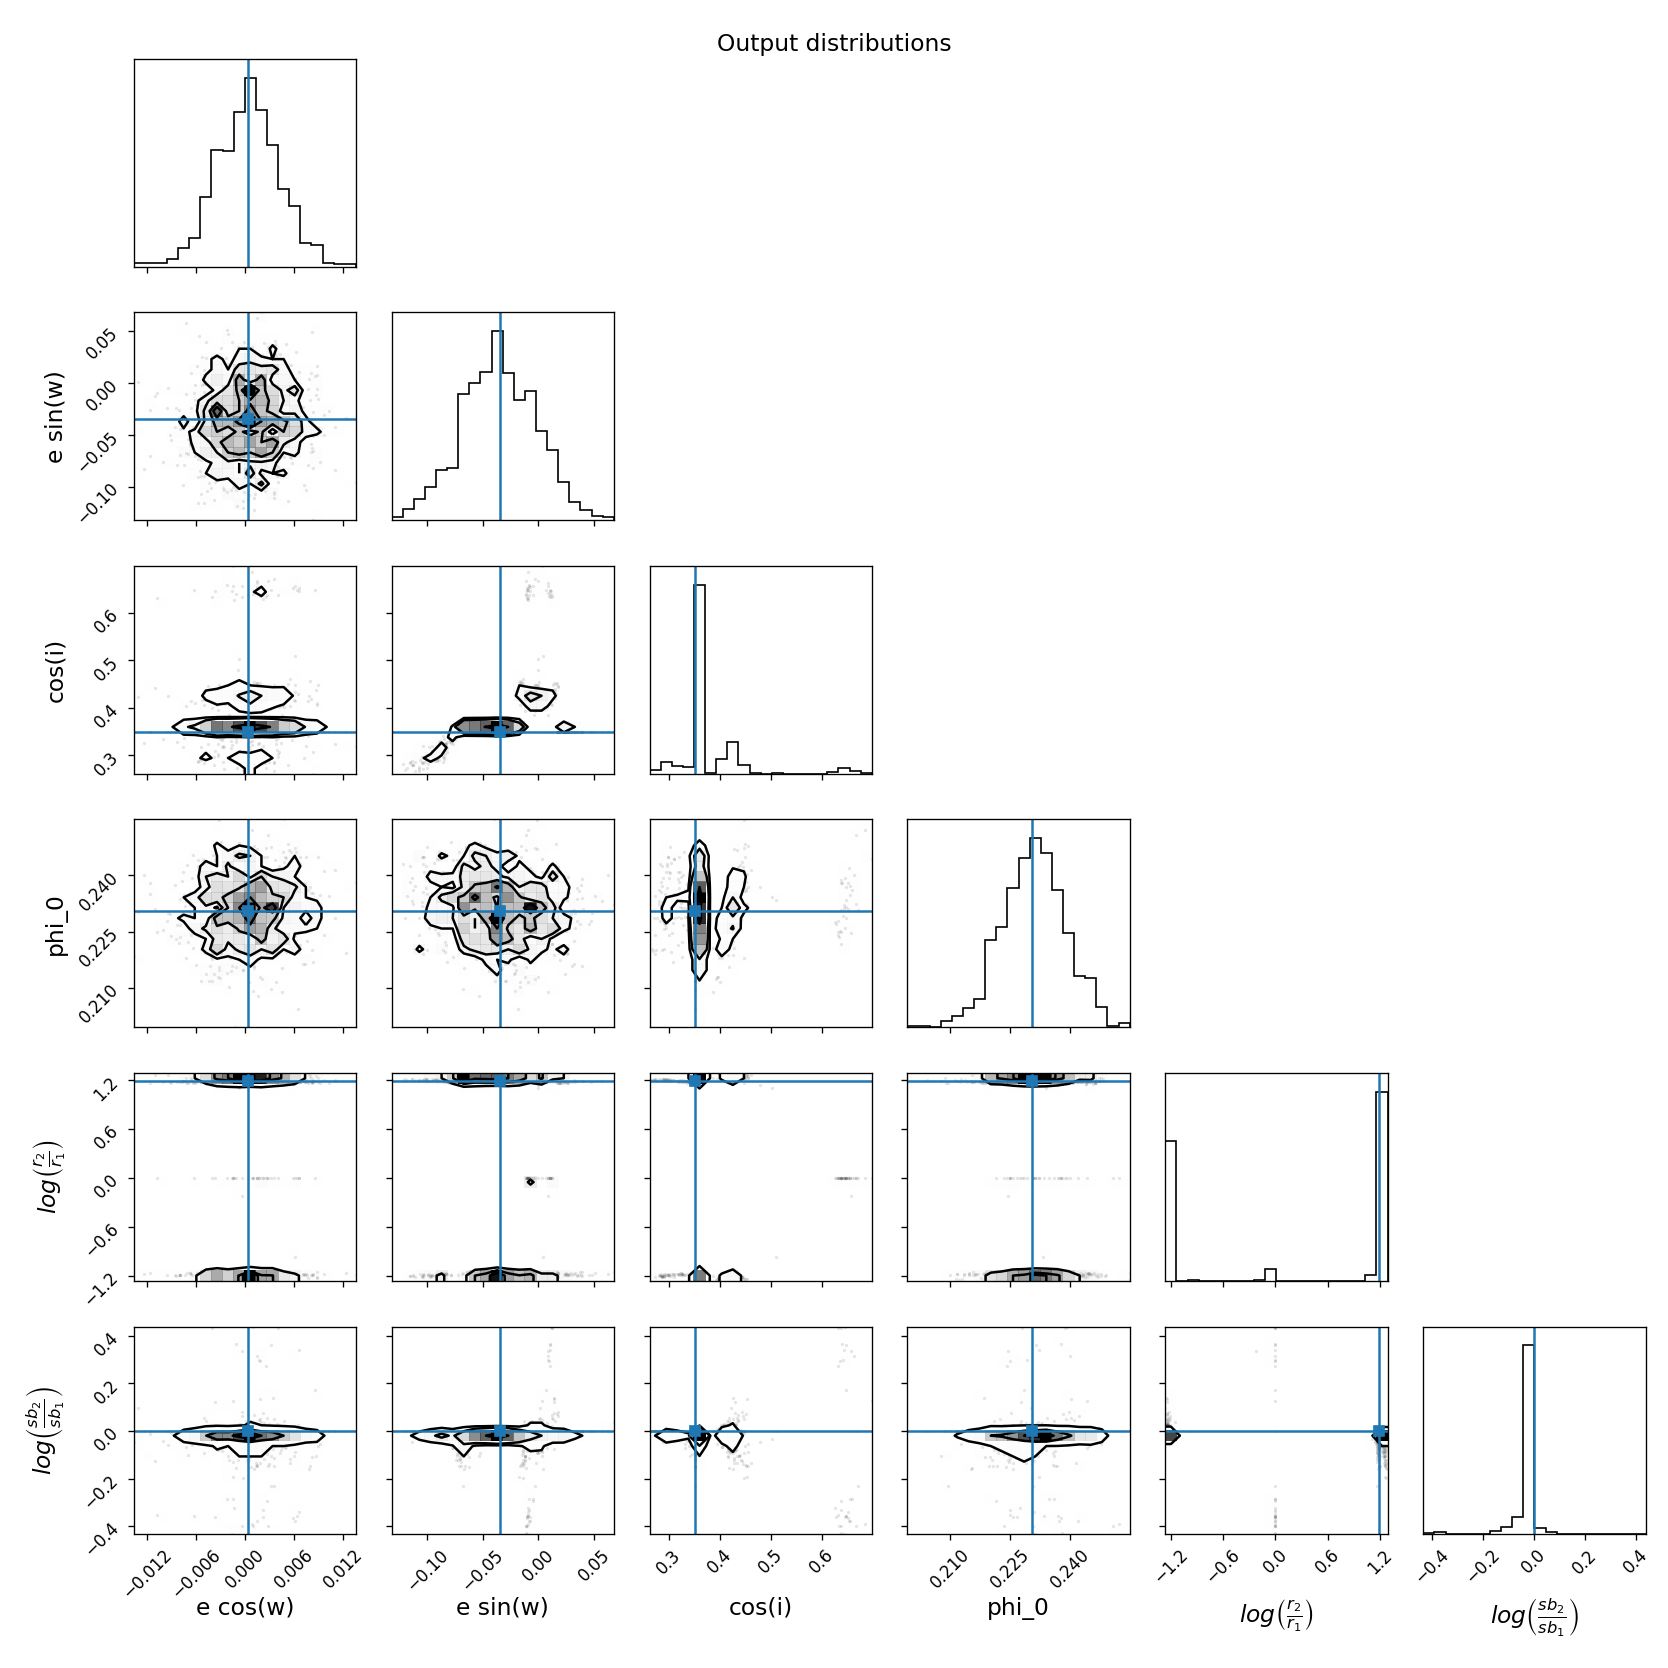 Output distributions
e sin(w)
0.05
0.00
−0.05
−0.10
cos(i)
0.6
0.5
0.4
0.3
phi_0
0.240
0.225
0.210
log(r₂/r₁)
1.2
0.6
0.0
−0.6
−1.2
log(sb₂/sb₁)
0.4
0.2
0.0
−0.2
−0.4
−0.012 −0.006 0.000 0.006 0.012
−0.10 −0.05 0.00 0.05
0.3 0.4 0.5 0.6
0.210 0.225 0.240
−1.2 −0.6 0.0 0.6 1.2
−0.4 −0.2 0.0 0.2 0.4
e cos(w)
e sin(w)
cos(i)
phi_0
log(r₂/r₁)
log(sb₂/sb₁)